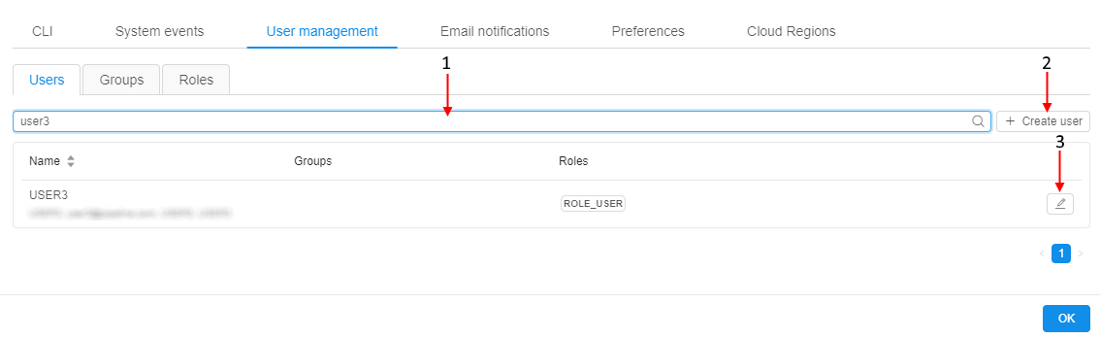 CLI System events User management Email notifications Preferences Cloud Regions
1 2
Users Groups Roles
user3 + Create user
3
Name Groups Roles
USER3
ROLE_USER
1
OK